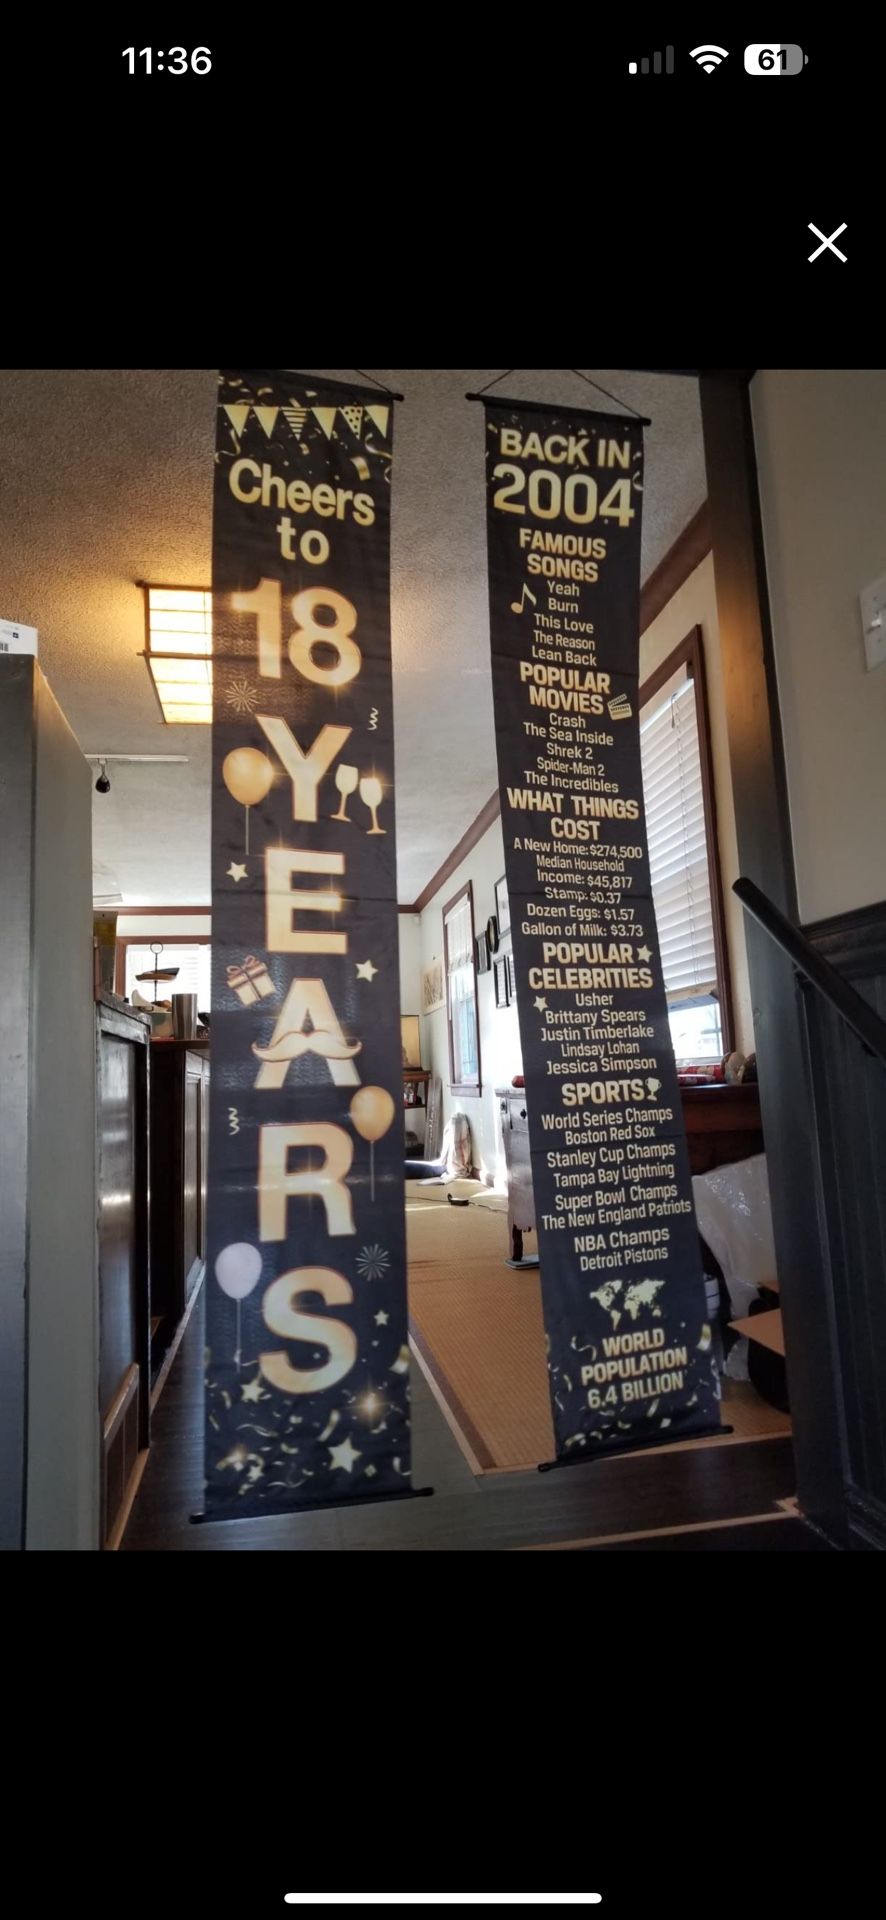 11:36
61
Cheers
to
18
YEARS
BACK IN
2004
FAMOUS
SONGS
Yeah
Burn
This Love
The Reason
Lean Back
POPULAR
MOVIES
Crash
The Sea Inside
Shrek 2
Spider-Man 2
The Incredibles
WHAT THINGS
COST
A New Home: $274,500
Median Household
Income: $45,817
Stamp: $0.37
Dozen Eggs: $1.57
Gallon of Milk: $3.73
POPULAR
CELEBRITIES
Usher
Brittany Spears
Justin Timberlake
Lindsay Lohan
Jessica Simpson
SPORTS
World Series Champs
Boston Red Sox
Stanley Cup Champs
Tampa Bay Lightning
Super Bowl Champs
The New England Patriots
NBA Champs
Detroit Pistons
WORLD
POPULATION
6.4 BILLION